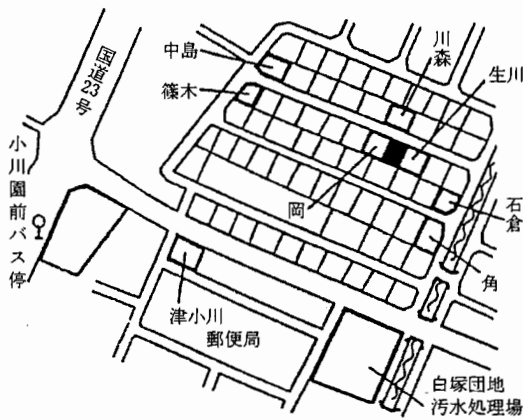 国道23号
小川園前バス停
中島
篠木
川森
生川
岡
石倉
角
津小川
郵便局
白塚団地
汚水処理場